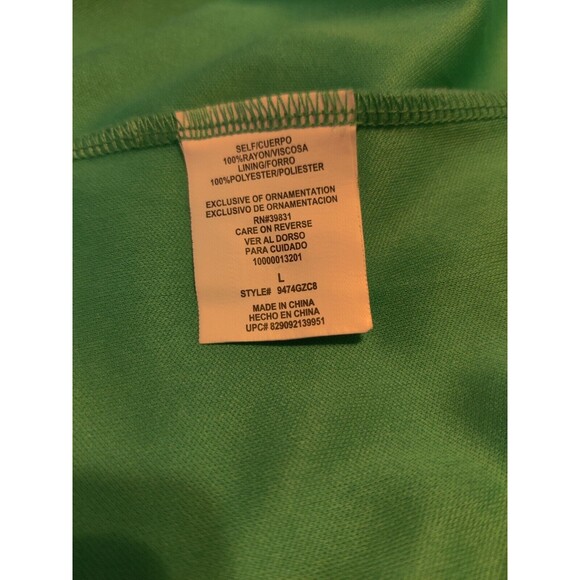 SELF/CUERPO
100%RAYON/VISCOSA
LINING/FORRO
100%POLYESTER/POLIESTER
EXCLUSIVE OF ORNAMENTATION
EXCLUSIVO DE ORNAMENTACION
RN#39831
CARE ON REVERSE
VER AL DORSO
PARA CUIDADO
10000013201
L
STYLE# 9474GZC8
MADE IN CHINA
HECHO EN CHINA
UPC# 829092139951